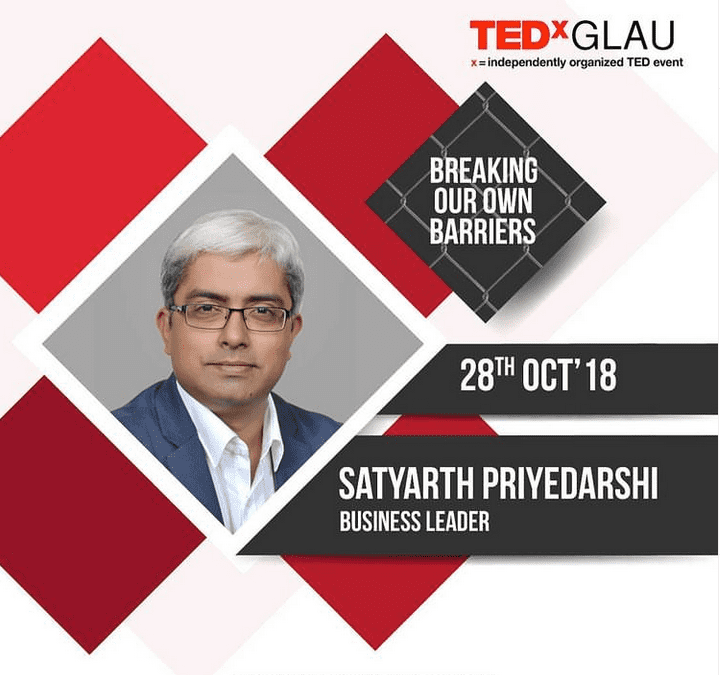 TEDxGLAU
x = independently organized TED event
BREAKING
OUR OWN
BARRIERS
28TH OCT' 18
SATYARTH PRIYEDARSHI
BUSINESS LEADER